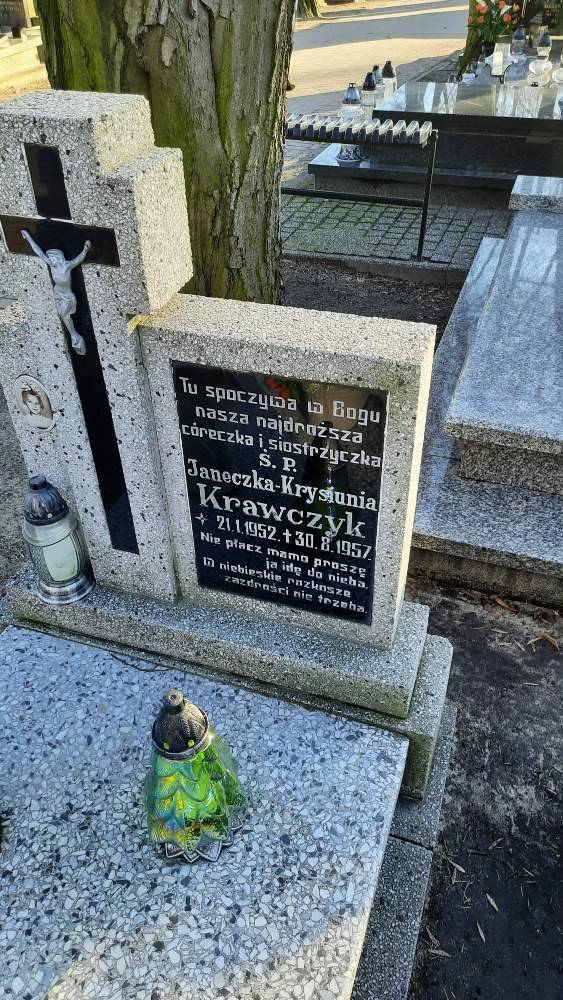 Tu spoczywa w Bogu
nasza najdroższa
córeczka i siostrzyczka
Ś. P.
Janeczka-Krysiunia
Krawczyk
21.1.1952. † 30.8.1957.
Nie płacz mamo proszę
ja idę do nieba.
W niebieskie rozkosze
zazdrości nie trzeba.